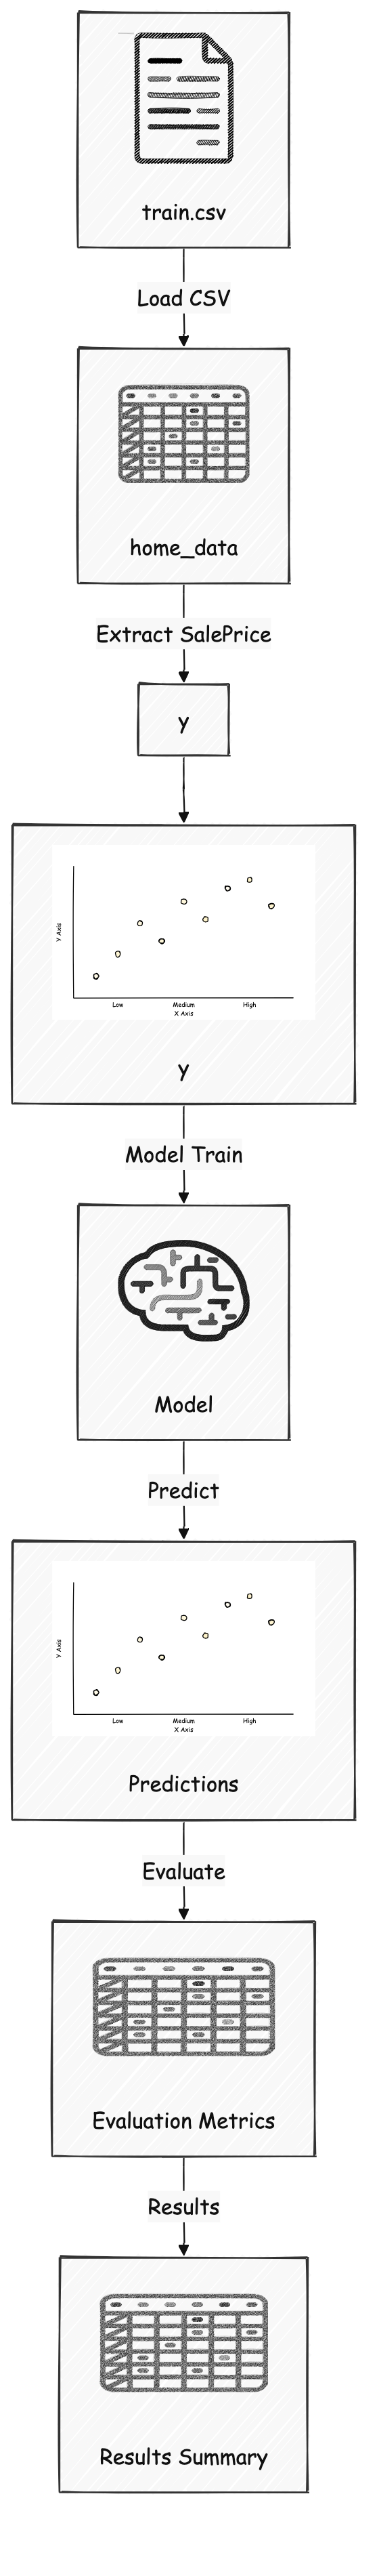 train.csv
Load CSV
home_data
Extract SalePrice
y
Y Axis
Low Medium High
X Axis
y
Model Train
Model
Predict
Y Axis
Low Medium High
X Axis
Predictions
Evaluate
Evaluation Metrics
Results
Results Summary